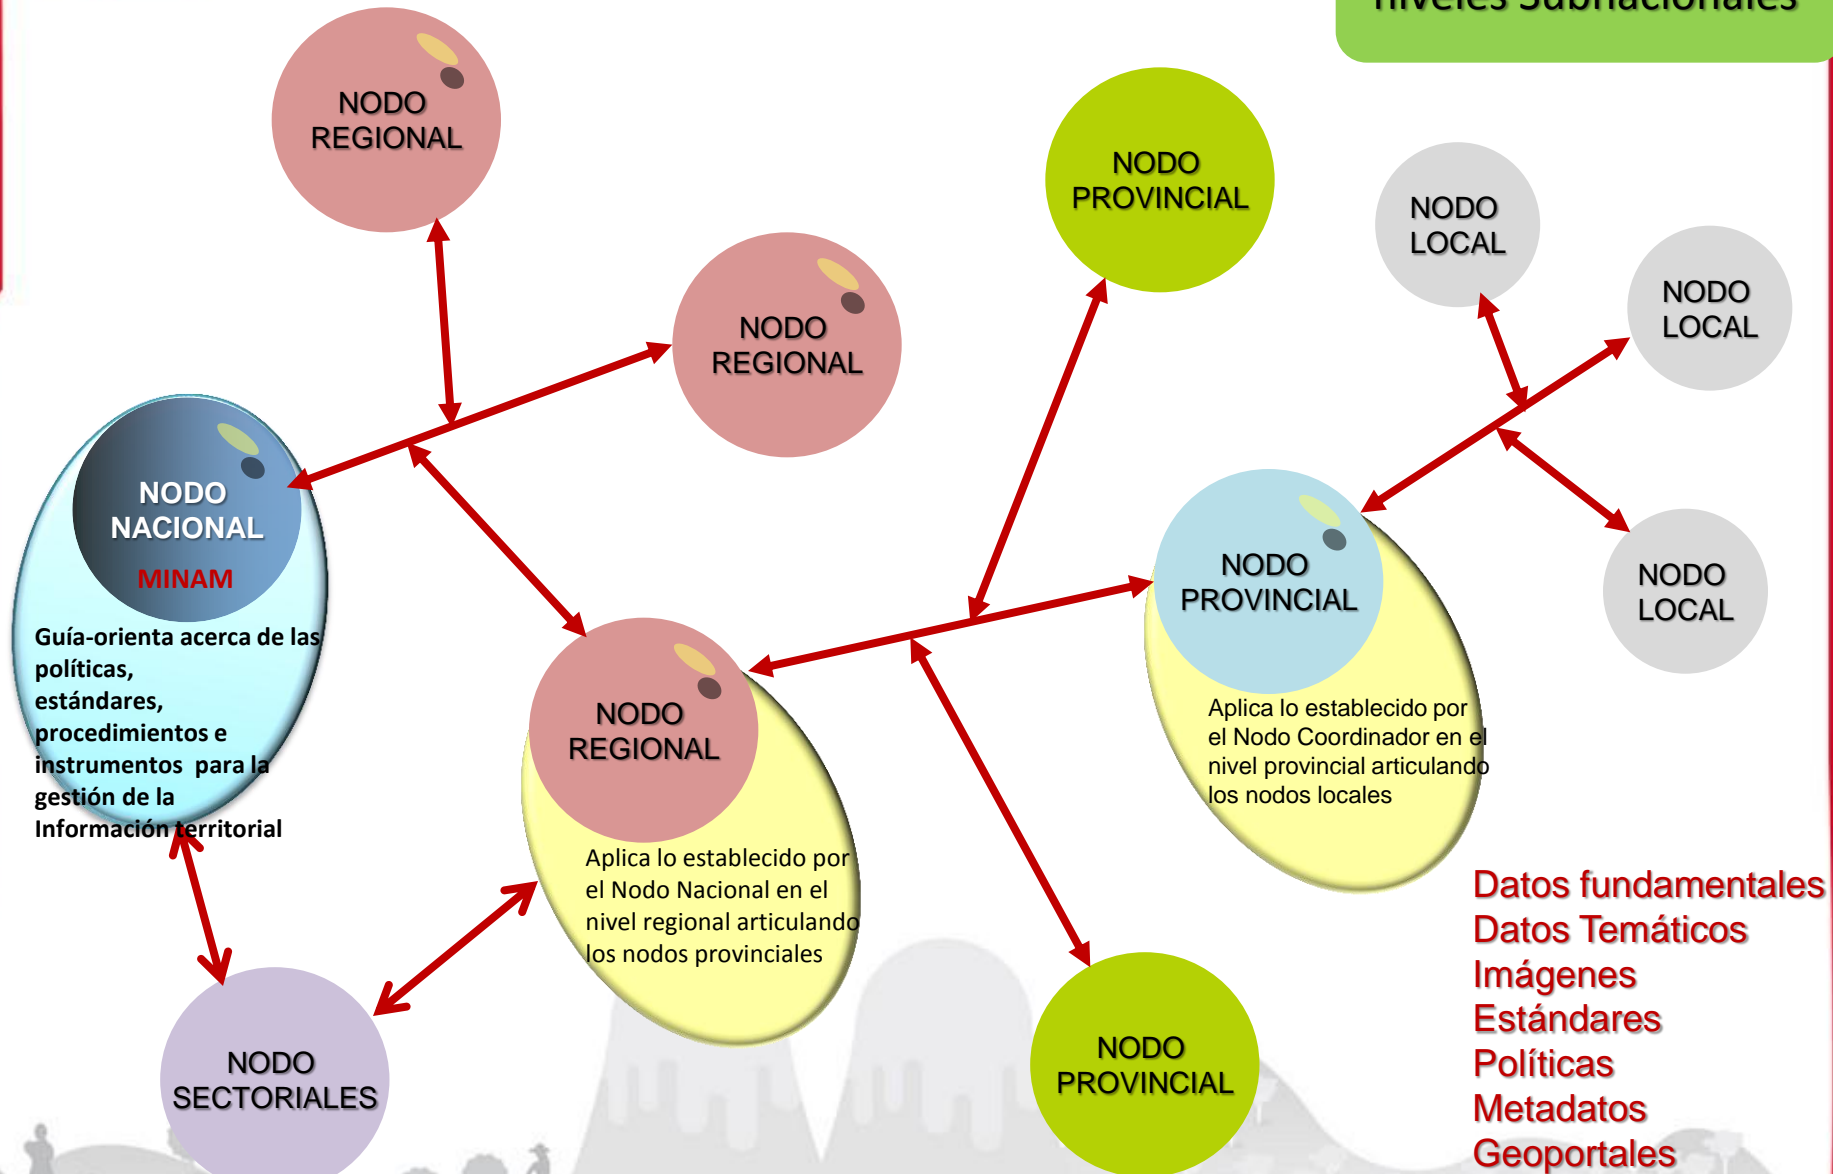 niveles Subnacionales
NODO
REGIONAL
NODO
PROVINCIAL
NODO
LOCAL
NODO
LOCAL
NODO
REGIONAL
NODO
NACIONAL
MINAM
Guía-orienta acerca de las
políticas,
estándares,
procedimientos e
instrumentos para la
gestión de la
Información territorial
NODO
PROVINCIAL
Aplica lo establecido por
el Nodo Coordinador en el
nivel provincial articulando
los nodos locales
NODO
LOCAL
NODO
REGIONAL
Aplica lo establecido por
el Nodo Nacional en el
nivel regional articulando
los nodos provinciales
NODO
SECTORIALES
NODO
PROVINCIAL
Datos fundamentales
Datos Temáticos
Imágenes
Estándares
Políticas
Metadatos
Geoportales